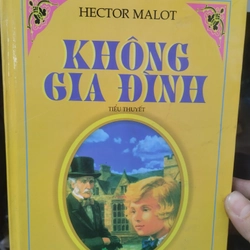 HECTOR MALOT
KHÔNG
GIA ĐÌNH
TIỂU THUYẾT